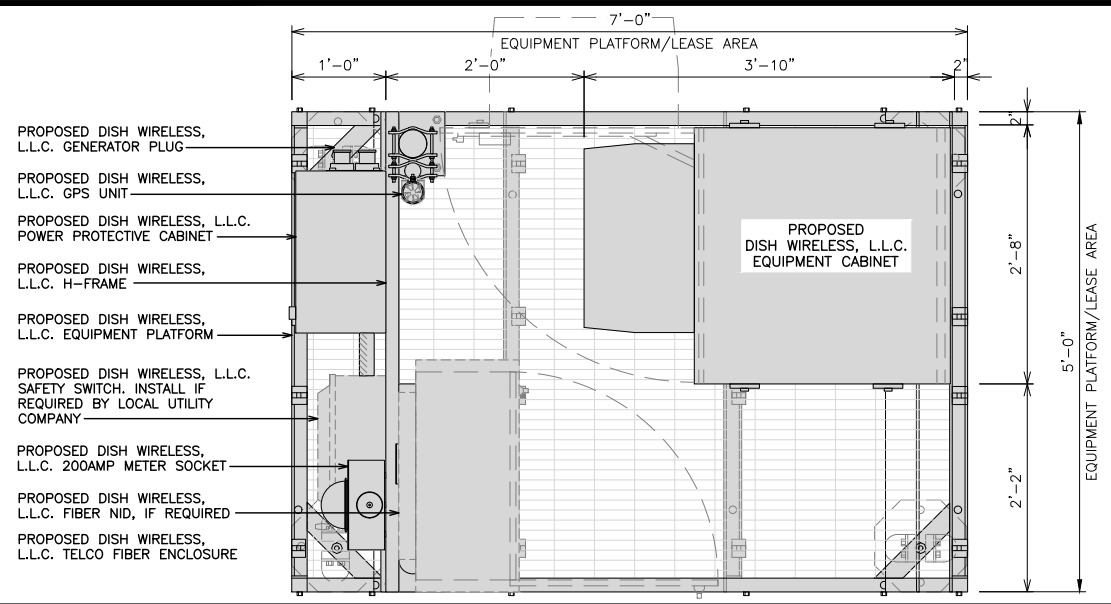 7'-0"
EQUIPMENT PLATFORM/LEASE AREA
1'-0"
2'-0"
3'-10"
2"
PROPOSED DISH WIRELESS,
L.L.C. GENERATOR PLUG
PROPOSED DISH WIRELESS,
L.L.C. GPS UNIT
PROPOSED DISH WIRELESS, L.L.C.
POWER PROTECTIVE CABINET
PROPOSED DISH WIRELESS,
L.L.C. H-FRAME
PROPOSED DISH WIRELESS,
L.L.C. EQUIPMENT PLATFORM
PROPOSED DISH WIRELESS, L.L.C.
SAFETY SWITCH. INSTALL IF
REQUIRED BY LOCAL UTILITY
COMPANY
PROPOSED DISH WIRELESS,
L.L.C. 200AMP METER SOCKET
PROPOSED DISH WIRELESS,
L.L.C. FIBER NID, IF REQUIRED
PROPOSED DISH WIRELESS,
L.L.C. TELCO FIBER ENCLOSURE
PROPOSED
DISH WIRELESS, L.L.C.
EQUIPMENT CABINET
2"
2'-8"
2'-2"
5'-0"
EQUIPMENT PLATFORM/LEASE AREA